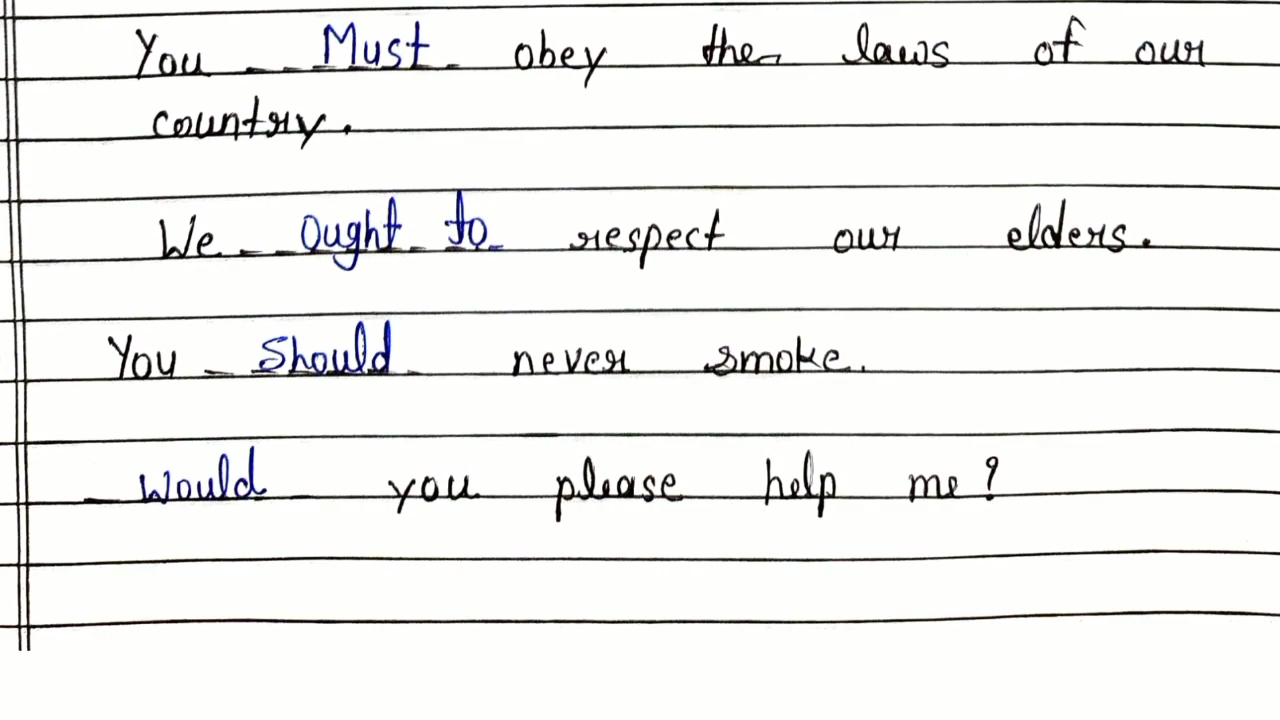 You Must obey the laws of our
country.
We Ought to respect our elders.
You Should never smoke.
Would you please help me?